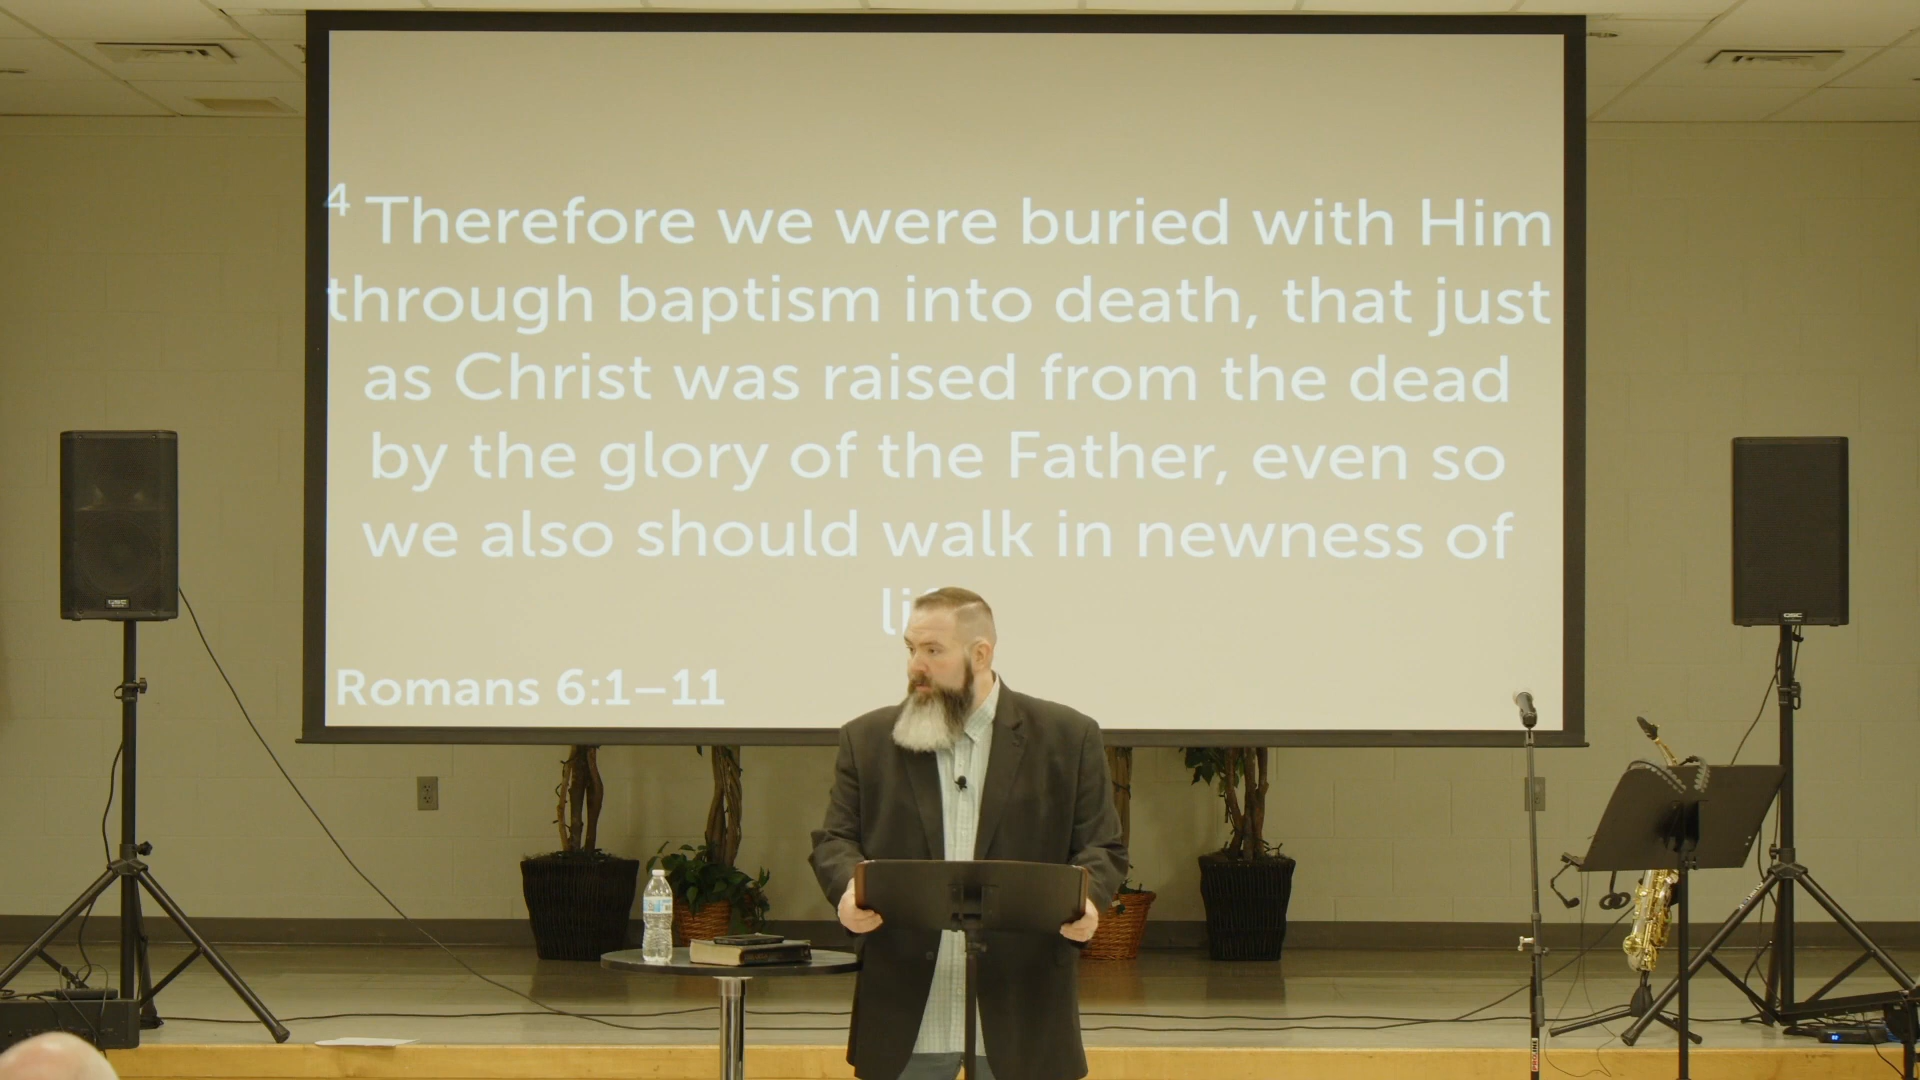 4 Therefore we were buried with Him
through baptism into death, that just
as Christ was raised from the dead
by the glory of the Father, even so
we also should walk in newness of
Romans 6:1–11
QSC
QSC